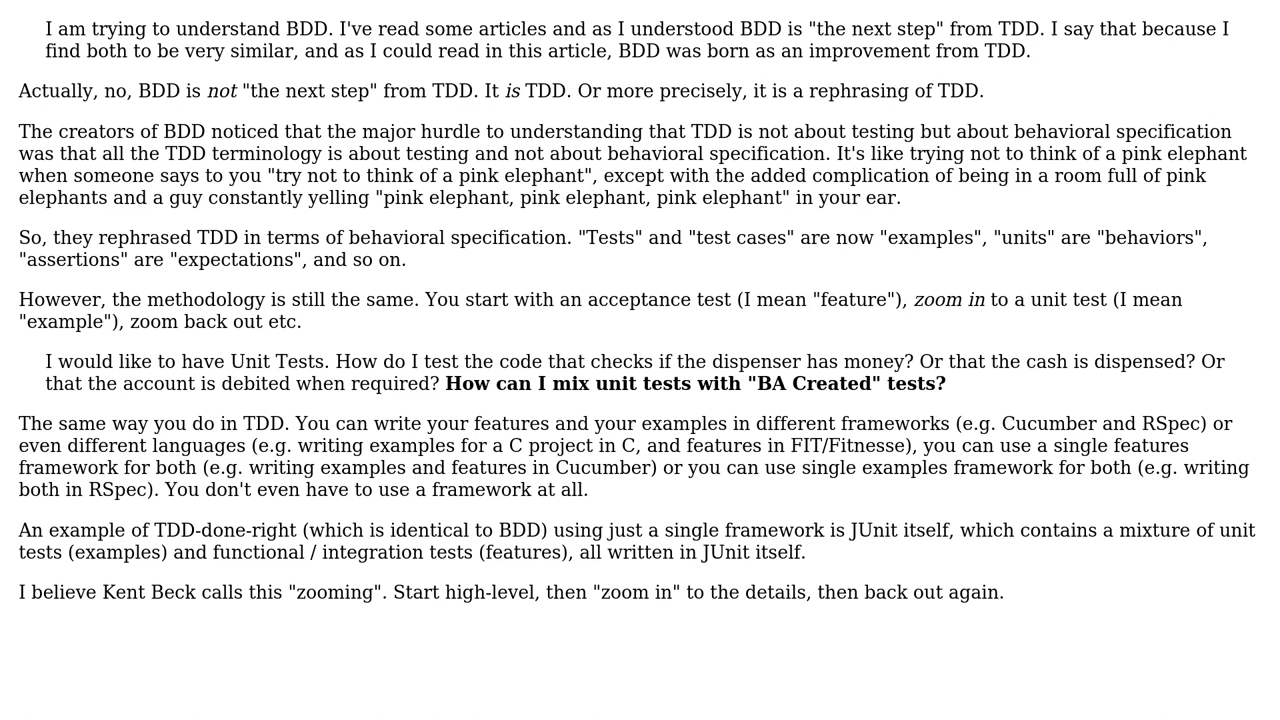 I am trying to understand BDD. I've read some articles and as I understood BDD is "the next step" from TDD. I say that because I
find both to be very similar, and as I could read in this article, BDD was born as an improvement from TDD.
Actually, no, BDD is not "the next step" from TDD. It is TDD. Or more precisely, it is a rephrasing of TDD.
The creators of BDD noticed that the major hurdle to understanding that TDD is not about testing but about behavioral specification
was that all the TDD terminology is about testing and not about behavioral specification. It's like trying not to think of a pink elephant
when someone says to you "try not to think of a pink elephant", except with the added complication of being in a room full of pink
elephants and a guy constantly yelling "pink elephant, pink elephant, pink elephant" in your ear.
So, they rephrased TDD in terms of behavioral specification. "Tests" and "test cases" are now "examples", "units" are "behaviors",
"assertions" are "expectations", and so on.
However, the methodology is still the same. You start with an acceptance test (I mean "feature"), zoom in to a unit test (I mean
"example"), zoom back out etc.
I would like to have Unit Tests. How do I test the code that checks if the dispenser has money? Or that the cash is dispensed? Or
that the account is debited when required? How can I mix unit tests with "BA Created" tests?
The same way you do in TDD. You can write your features and your examples in different frameworks (e.g. Cucumber and RSpec) or
even different languages (e.g. writing examples for a C project in C, and features in FIT/Fitnesse), you can use a single features
framework for both (e.g. writing examples and features in Cucumber) or you can use single examples framework for both (e.g. writing
both in RSpec). You don't even have to use a framework at all.
An example of TDD-done-right (which is identical to BDD) using just a single framework is JUnit itself, which contains a mixture of unit
tests (examples) and functional / integration tests (features), all written in JUnit itself.
I believe Kent Beck calls this "zooming". Start high-level, then "zoom in" to the details, then back out again.